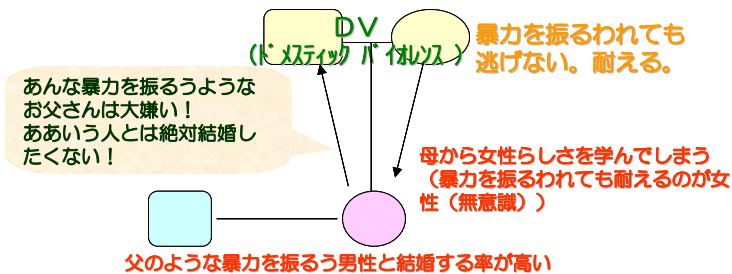 DV
(ドメスティック バイオレンス )
暴力を振るわれても
逃げない。耐える。
あんな暴力を振るうような
お父さんは大嫌い！
ああいう人とは絶対結婚し
たくない！
母から女性らしさを学んでしまう
（暴力を振るわれても耐えるのが女
性（無意識））
父のような暴力を振るう男性と結婚する率が高い